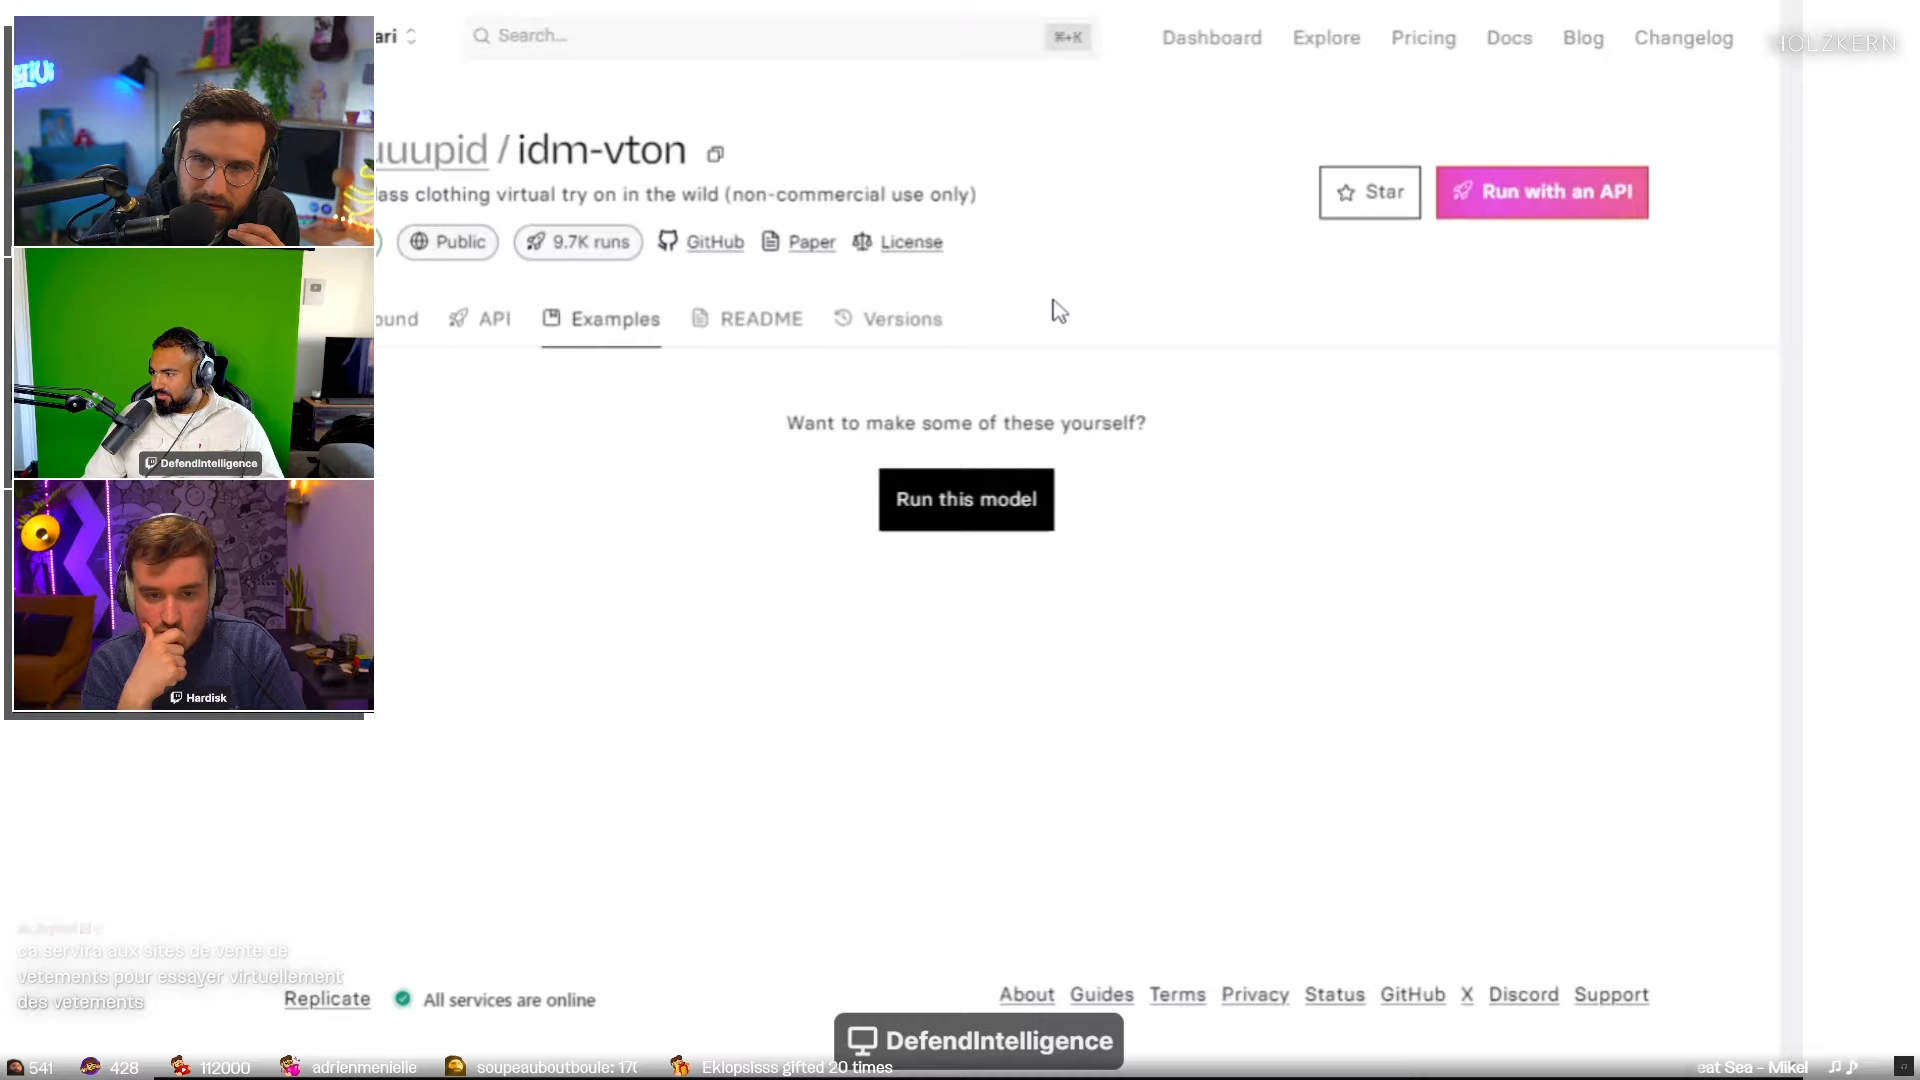 ari
Search...
⌘+K
Dashboard
Explore
Pricing
Docs
Blog
Changelog
HOLZKERN
uuupid / idm-vton
ass clothing virtual try on in the wild (non-commercial use only)
Star
Run with an API
Public
9.7K runs
GitHub
Paper
License
ound
API
Examples
README
Versions
Want to make some of these yourself?
Run this model
DefendIntelligence
Hardisk
ca servira aux sites de vente de
vetements pour essayer virtuellement
des vetements
Replicate
All services are online
About
Guides
Terms
Privacy
Status
GitHub
X
Discord
Support
DefendIntelligence
541
428
112000
adrienmenielle
soupeauboutboule: 170
Eklopsisss gifted 20 times
eat Sea - Mikel